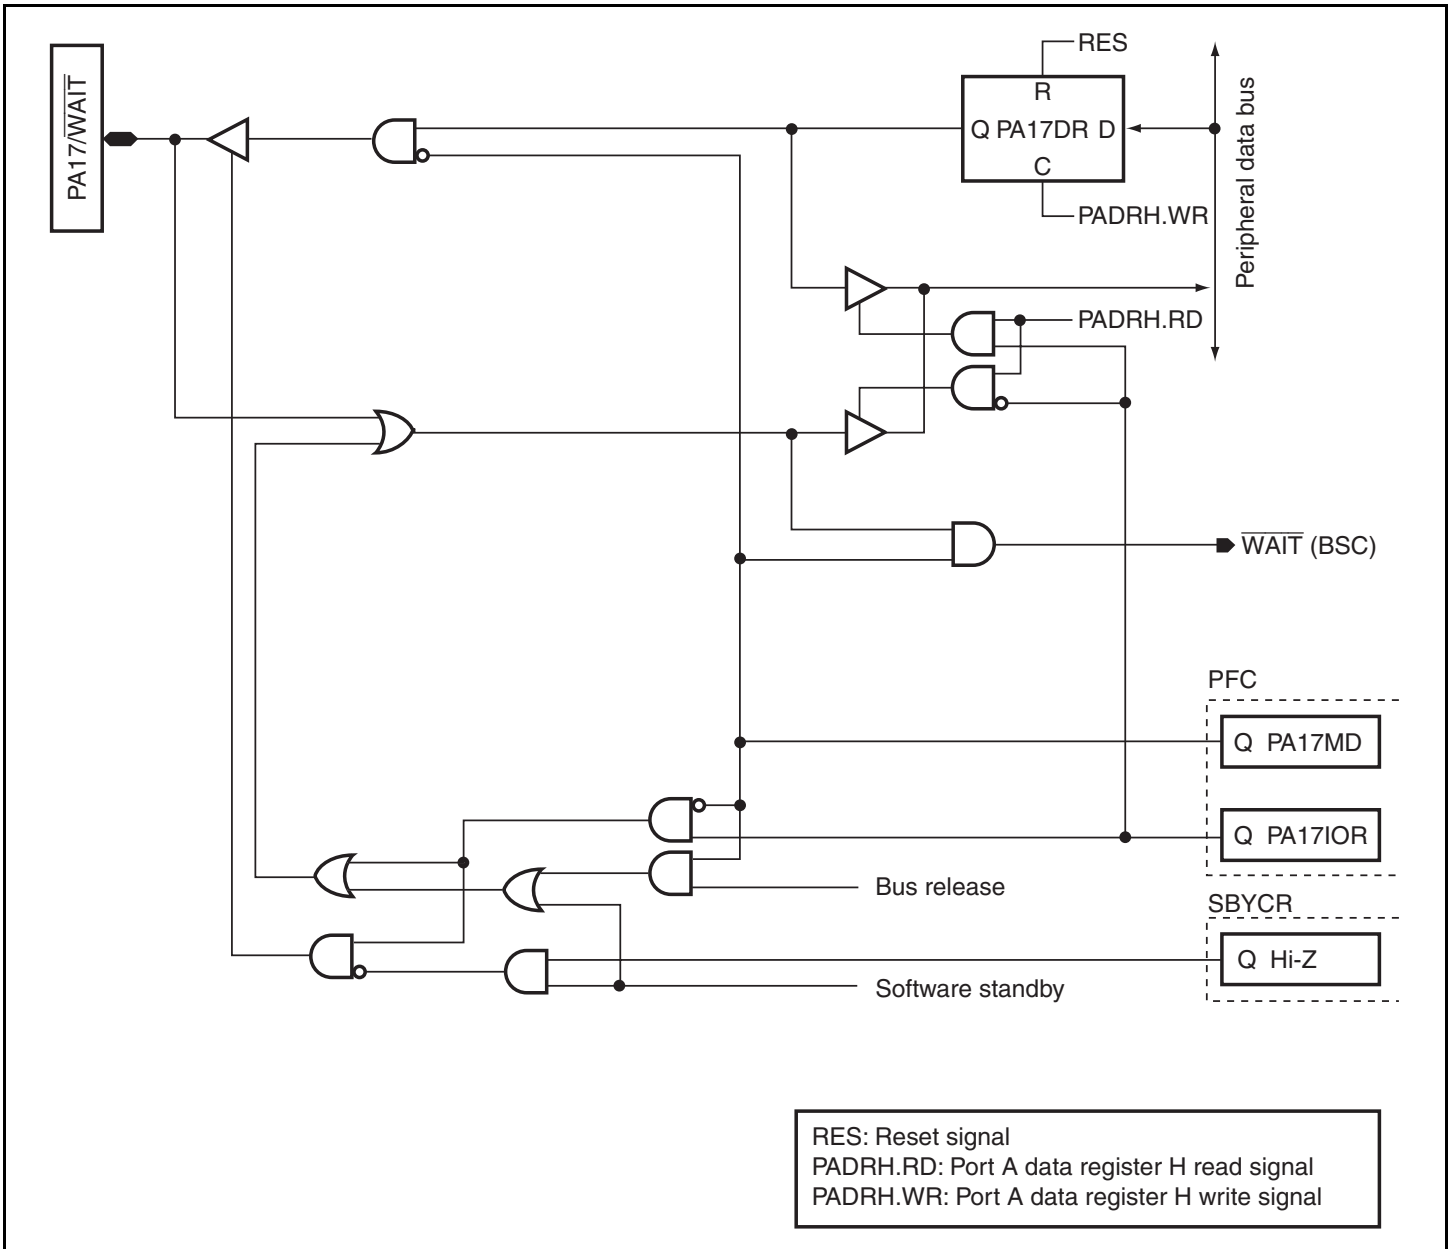 PA17/WAIT
RES
R
Q PA17DR D
C
PADRH.WR
Peripheral data bus
PADRH.RD
WAIT (BSC)
PFC
Q PA17MD
Q PA17IOR
Bus release
SBYCR
Q Hi-Z
Software standby
RES: Reset signal
PADRH.RD: Port A data register H read signal
PADRH.WR: Port A data register H write signal